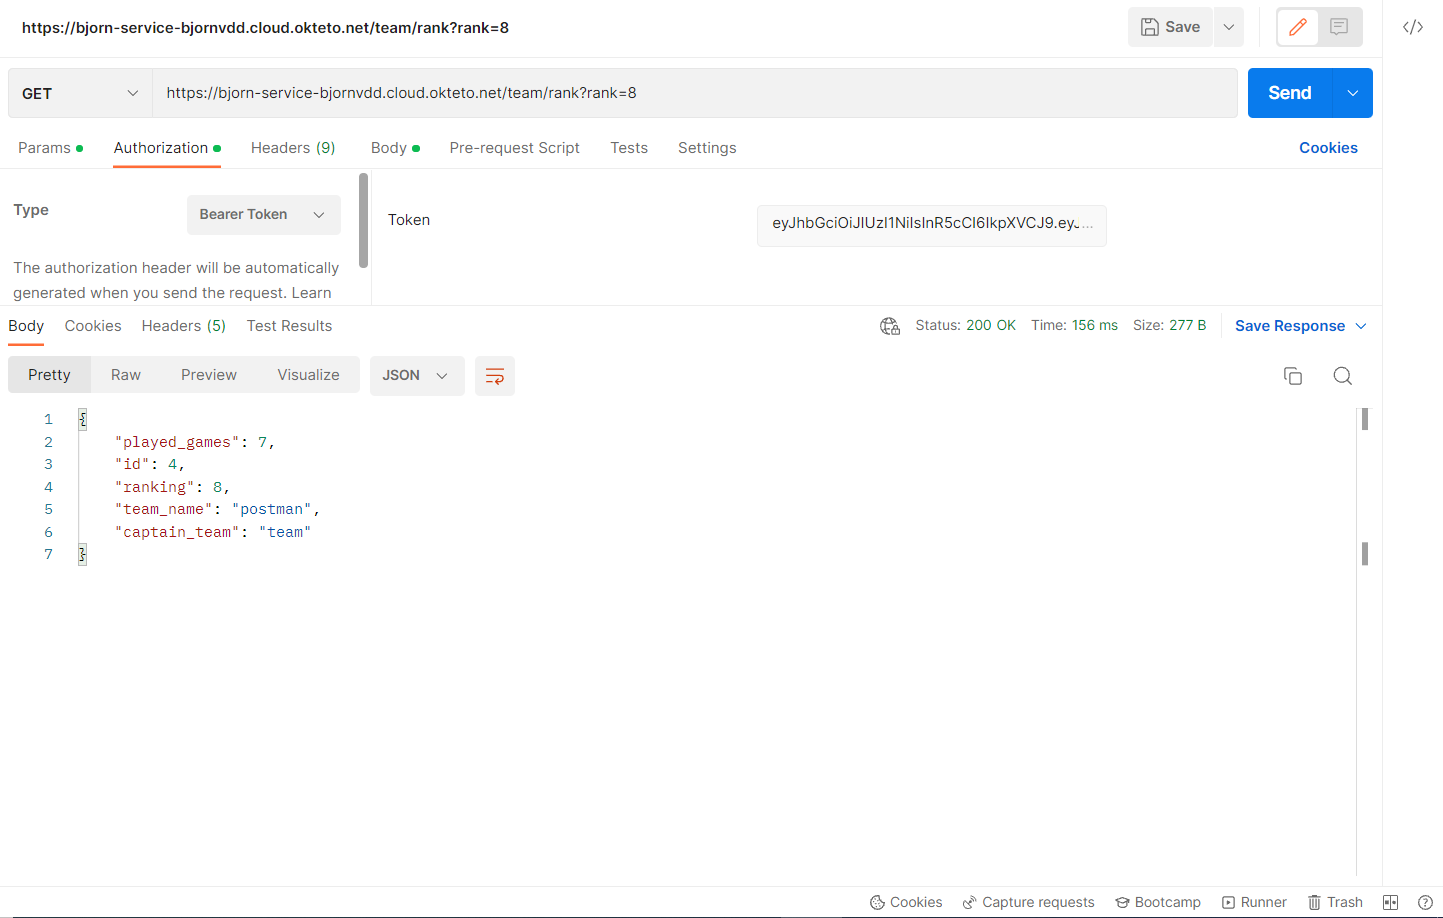 https://bjorn-service-bjornvdd.cloud.okteto.net/team/rank?rank=8
Save
GET
https://bjorn-service-bjornvdd.cloud.okteto.net/team/rank?rank=8
Send
Params Authorization Headers (9) Body Pre-request Script Tests Settings Cookies
Type
Bearer Token
The authorization header will be automatically
generated when you send the request. Learn
Token
eyJhbGciOiJIUzI1NiIsInR5cCI6IkpXVCJ9.eyJ...
Body Cookies Headers (5) Test Results
Status: 200 OK Time: 156 ms Size: 277 B Save Response
Pretty Raw Preview Visualize JSON
1 {
2 "played_games": 7,
3 "id": 4,
4 "ranking": 8,
5 "team_name": "postman",
6 "captain_team": "team"
7 }
Cookies Capture requests Bootcamp Runner Trash